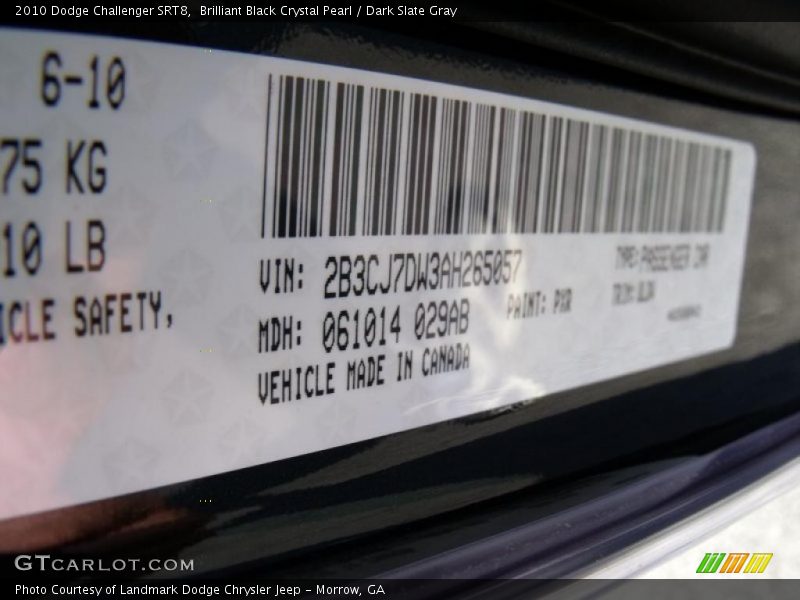 2010 Dodge Challenger SRT8, Brilliant Black Crystal Pearl / Dark Slate Gray
6-10
75 KG
10 LB
ICLE SAFETY,
VIN: 2B3CJ7DW3AH265057
TYPE: PASSENGER CAR
MDH: 061014 029AB
PAINT: PXR
TRIM:
VEHICLE MADE IN CANADA
GTCARLOT.COM
Photo Courtesy of Landmark Dodge Chrysler Jeep - Morrow, GA